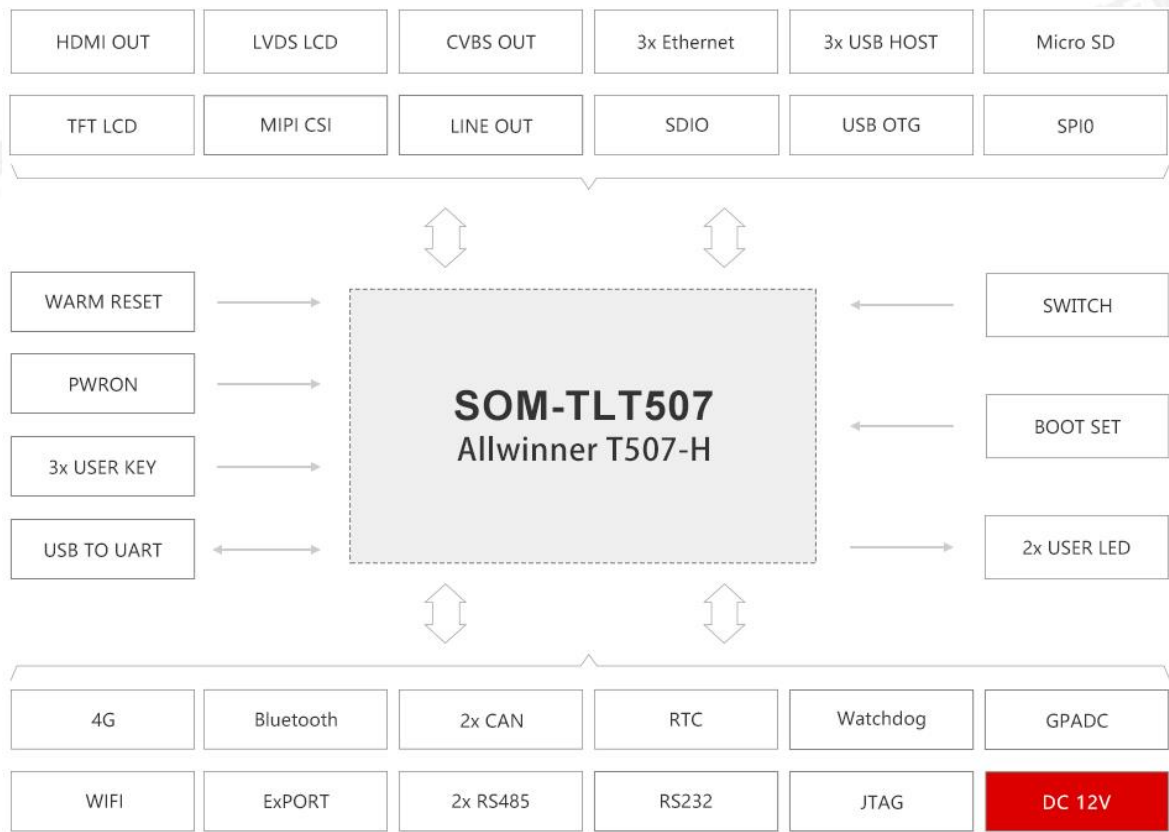 HDMI OUT
LVDS LCD
CVBS OUT
3x Ethernet
3x USB HOST
Micro SD
TFT LCD
MIPI CSI
LINE OUT
SDIO
USB OTG
SPI0
WARM RESET
PWRON
3x USER KEY
USB TO UART
SOM-TLT507
Allwinner T507-H
SWITCH
BOOT SET
2x USER LED
4G
Bluetooth
2x CAN
RTC
Watchdog
GPADC
WIFI
ExPORT
2x RS485
RS232
JTAG
DC 12V